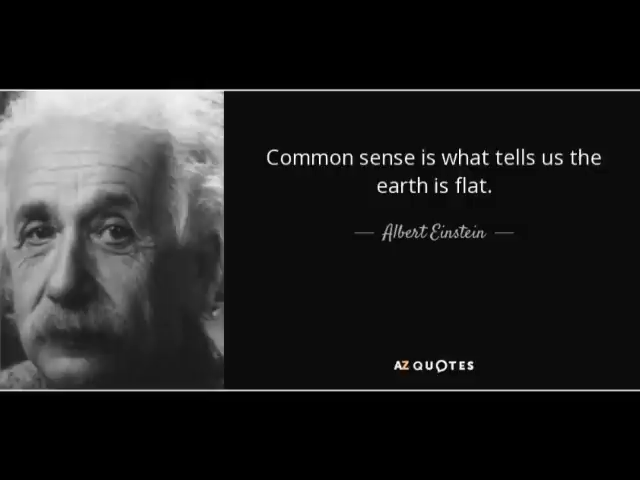 Common sense is what tells us the
earth is flat.
Albert Einstein
AZ QUOTES